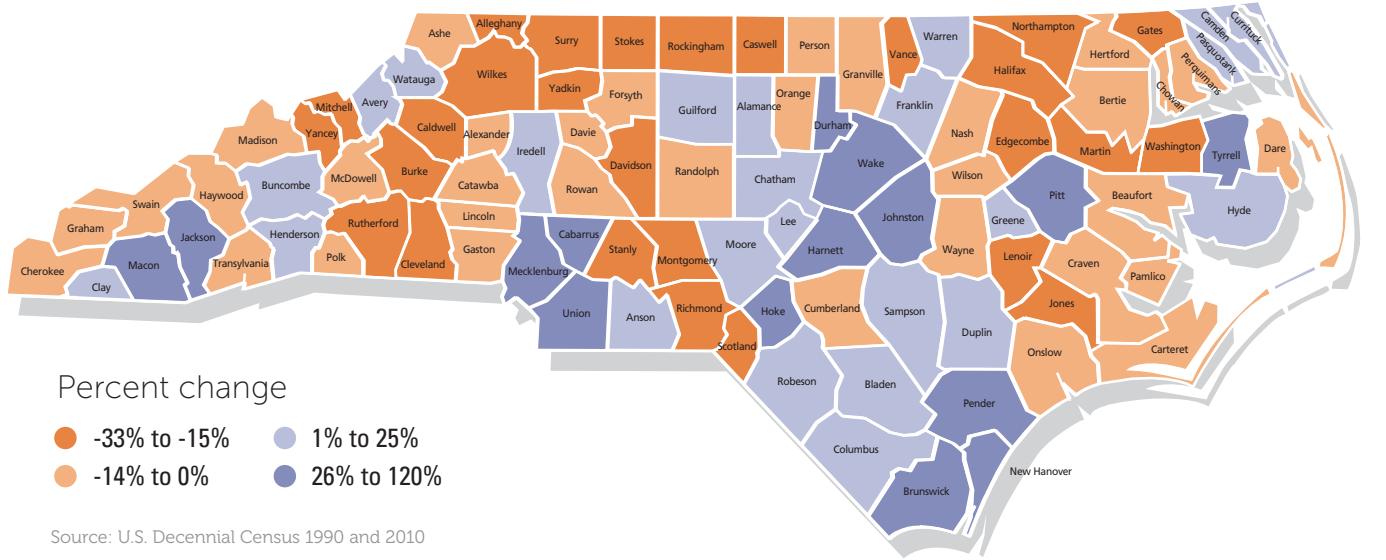 Ashe
Alleghany
Surry
Stokes
Rockingham
Caswell
Person
Granville
Vance
Warren
Northampton
Hertford
Gates
Camden
Currituck
Pasquotank
Perquimans
Chowan
Watauga
Wilkes
Yadkin
Forsyth
Guilford
Alamance
Orange
Durham
Franklin
Halifax
Bertie
Mitchell
Avery
Yancey
Caldwell
Alexander
Iredell
Davie
Davidson
Randolph
Chatham
Wake
Nash
Edgecombe
Martin
Washington
Tyrrell
Dare
Madison
Haywood
Buncombe
McDowell
Burke
Catawba
Rowan
Lee
Johnston
Wilson
Greene
Pitt
Beaufort
Hyde
Swain
Graham
Cherokee
Clay
Macon
Jackson
Transylvania
Henderson
Polk
Rutherford
Cleveland
Lincoln
Gaston
Mecklenburg
Cabarrus
Stanly
Montgomery
Moore
Harnett
Wayne
Lenoir
Craven
Pamlico
Jones
Union
Anson
Richmond
Scotland
Hoke
Cumberland
Sampson
Duplin
Onslow
Carteret
Robeson
Bladen
Pender
Columbus
Brunswick
New Hanover
Percent change
-33% to -15%
1% to 25%
-14% to 0%
26% to 120%
Source: U.S. Decennial Census 1990 and 2010